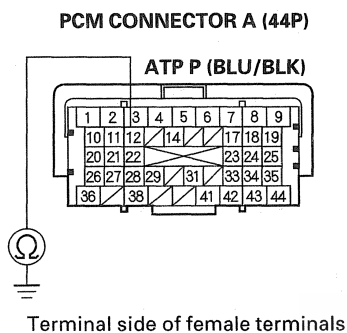 PCM CONNECTOR A (44P)
ATP P (BLU/BLK)
1 2 3 4 5 6 7 8 9
10 11 12 14 17 18 19
20 21 22 23 24 25
26 27 28 29 31 33 34 35
36 38 41 42 43 44
Ω
Terminal side of female terminals